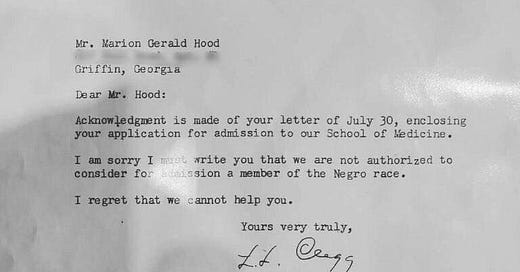 Mr. Marion Gerald Hood
Griffin, Georgia
Dear Mr. Hood:
Acknowledgment is made of your letter of July 30, enclosing
your application for admission to our School of Medicine.
I am sorry I must write you that we are not authorized to
consider for admission a member of the Negro race.
I regret that we cannot help you.
Yours very truly,
L.L. Clegg